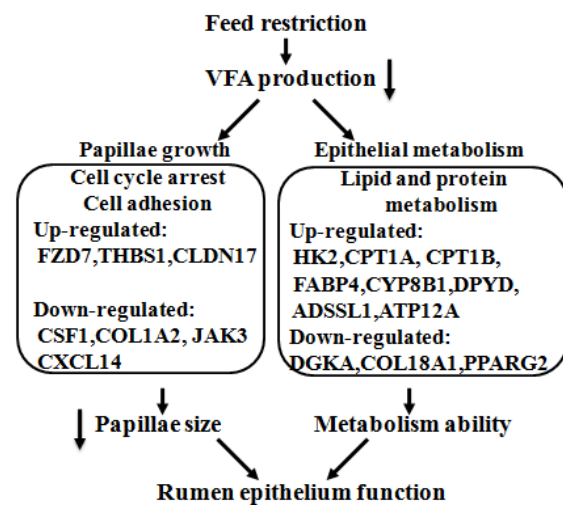 Feed restriction
VFA production
Papillae growth
Cell cycle arrest
Cell adhesion
Up-regulated:
FZD7,THBS1,CLDN17
Down-regulated:
CSF1,COL1A2, JAK3
CXCL14
Epithelial metabolism
Lipid and protein
metabolism
Up-regulated:
HK2,CPT1A, CPT1B,
FABP4,CYP8B1,DPYD,
ADSSL1,ATP12A
Down-regulated:
DGKA,COL18A1,PPARG2
Papillae size
Metabolism ability
Rumen epithelium function